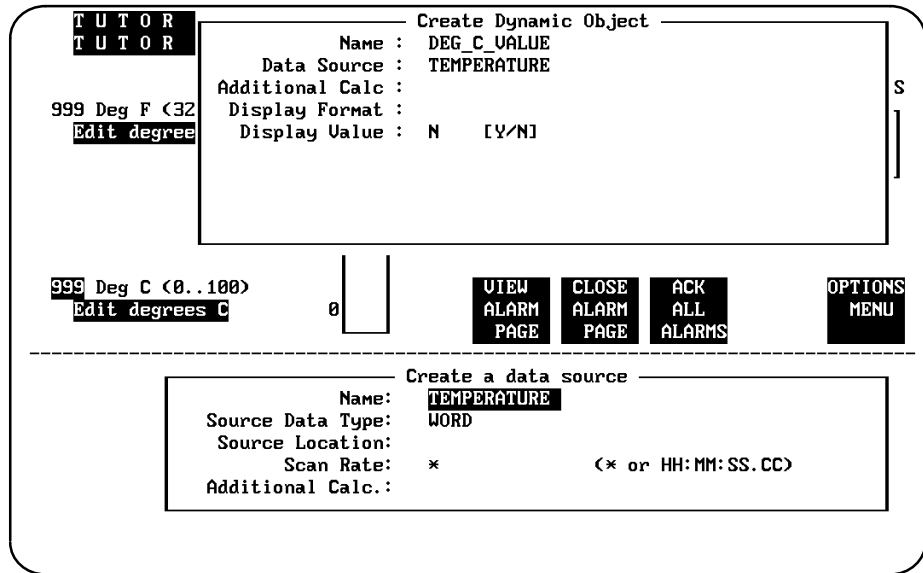 T U T O R
T U T O R
Create Dynamic Object
Name : DEG_C_VALUE
Data Source : TEMPERATURE
Additional Calc :
Display Format :
Display Value : N [Y/N]
S
999 Deg F (32
Edit degree
999 Deg C (0..100)
Edit degrees C
0
VIEW ALARM PAGE
CLOSE ALARM PAGE
ACK ALL ALARMS
OPTIONS MENU
Create a data source
Name: TEMPERATURE
Source Data Type: WORD
Source Location:
Scan Rate: * (* or HH:MM:SS.CC)
Additional Calc.: